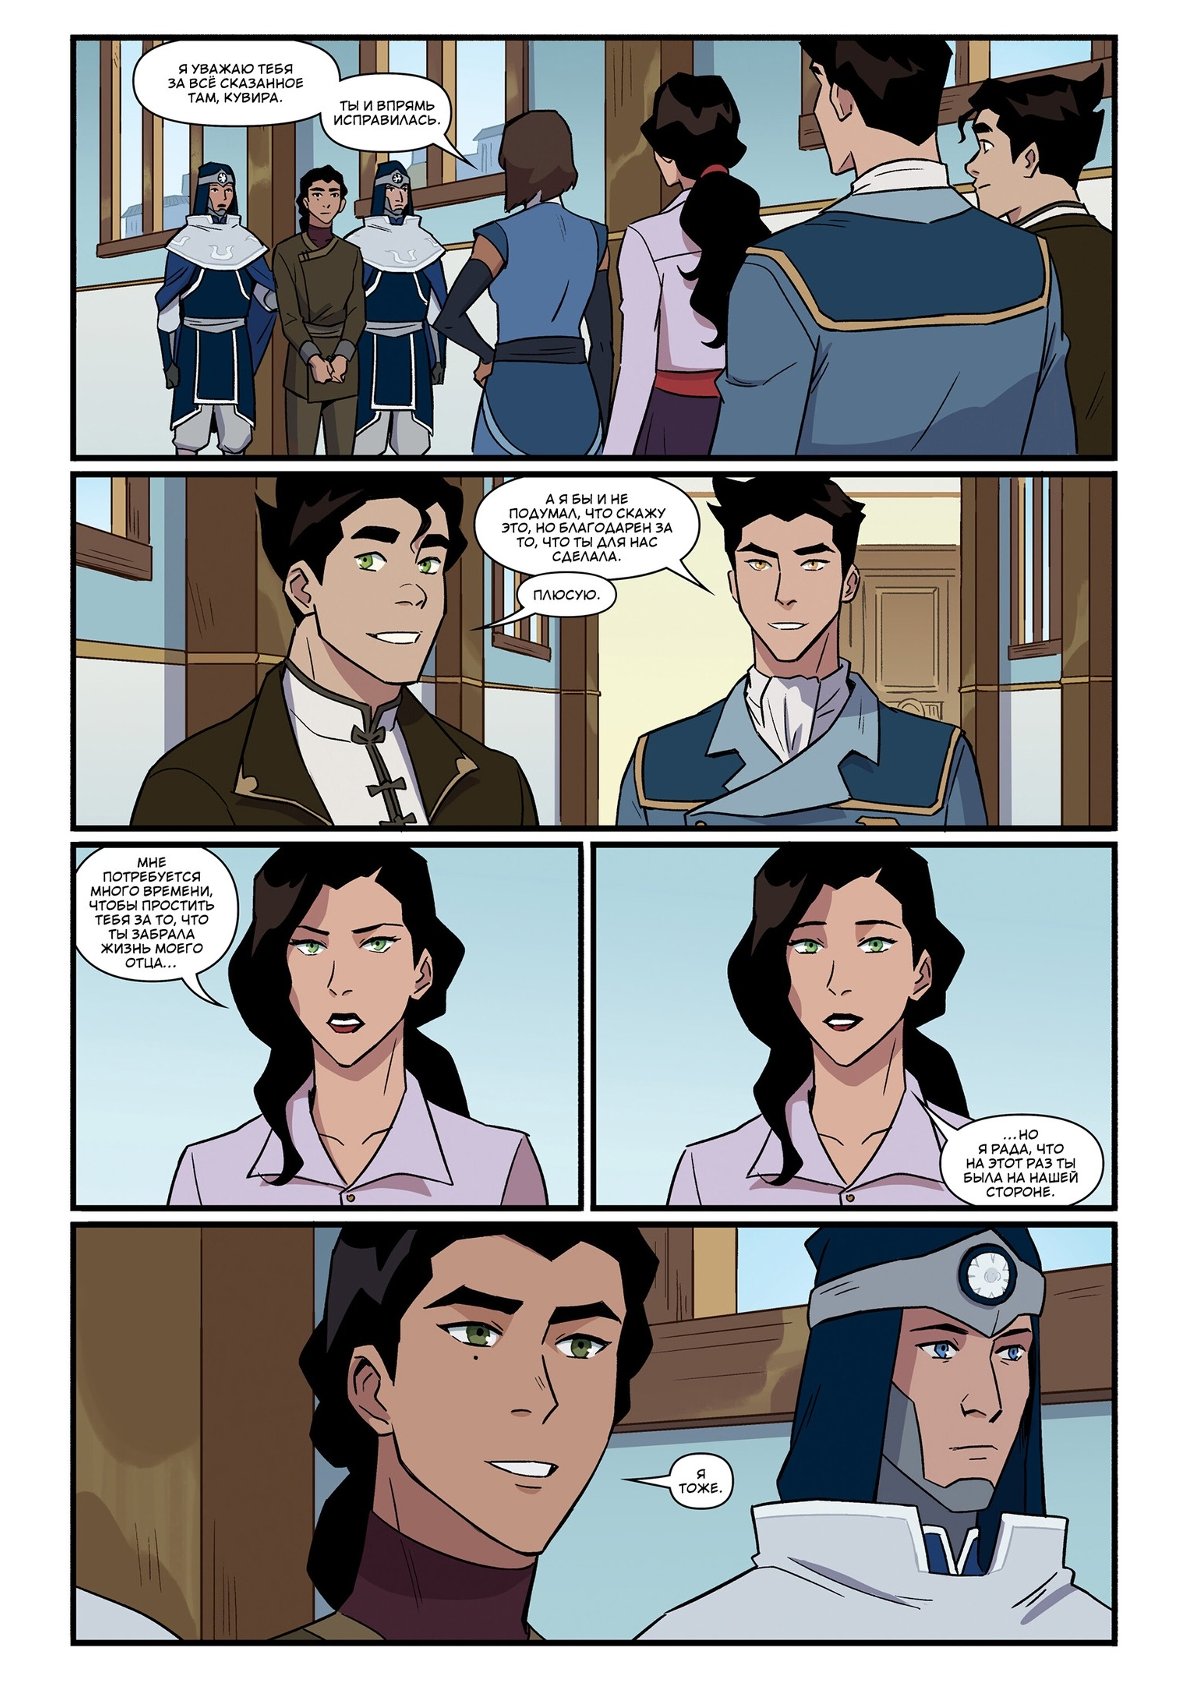 Я УВАЖАЮ ТЕБЯ
ЗА ВСЁ СКАЗАННОЕ
ТАМ, КУВИРА.
ТЫ И ВПРЯМЬ
ИСПРАВИЛАСЬ.
А Я БЫ И НЕ
ПОДУМАЛ, ЧТО СКАЖУ
ЭТО, НО БЛАГОДАРЕН ЗА
ТО, ЧТО ТЫ ДЛЯ НАС
СДЕЛАЛА.
ПЛЮСУЮ.
МНЕ
ПОТРЕБУЕТСЯ
МНОГО ВРЕМЕНИ,
ЧТОБЫ ПРОСТИТЬ
ТЕБЯ ЗА ТО, ЧТО
ТЫ ЗАБРАЛА
ЖИЗНЬ МОЕГО
ОТЦА...
...НО
Я РАДА, ЧТО
НА ЭТОТ РАЗ ТЫ
БЫЛА НА НАШЕЙ
СТОРОНЕ.
Я
ТОЖЕ.